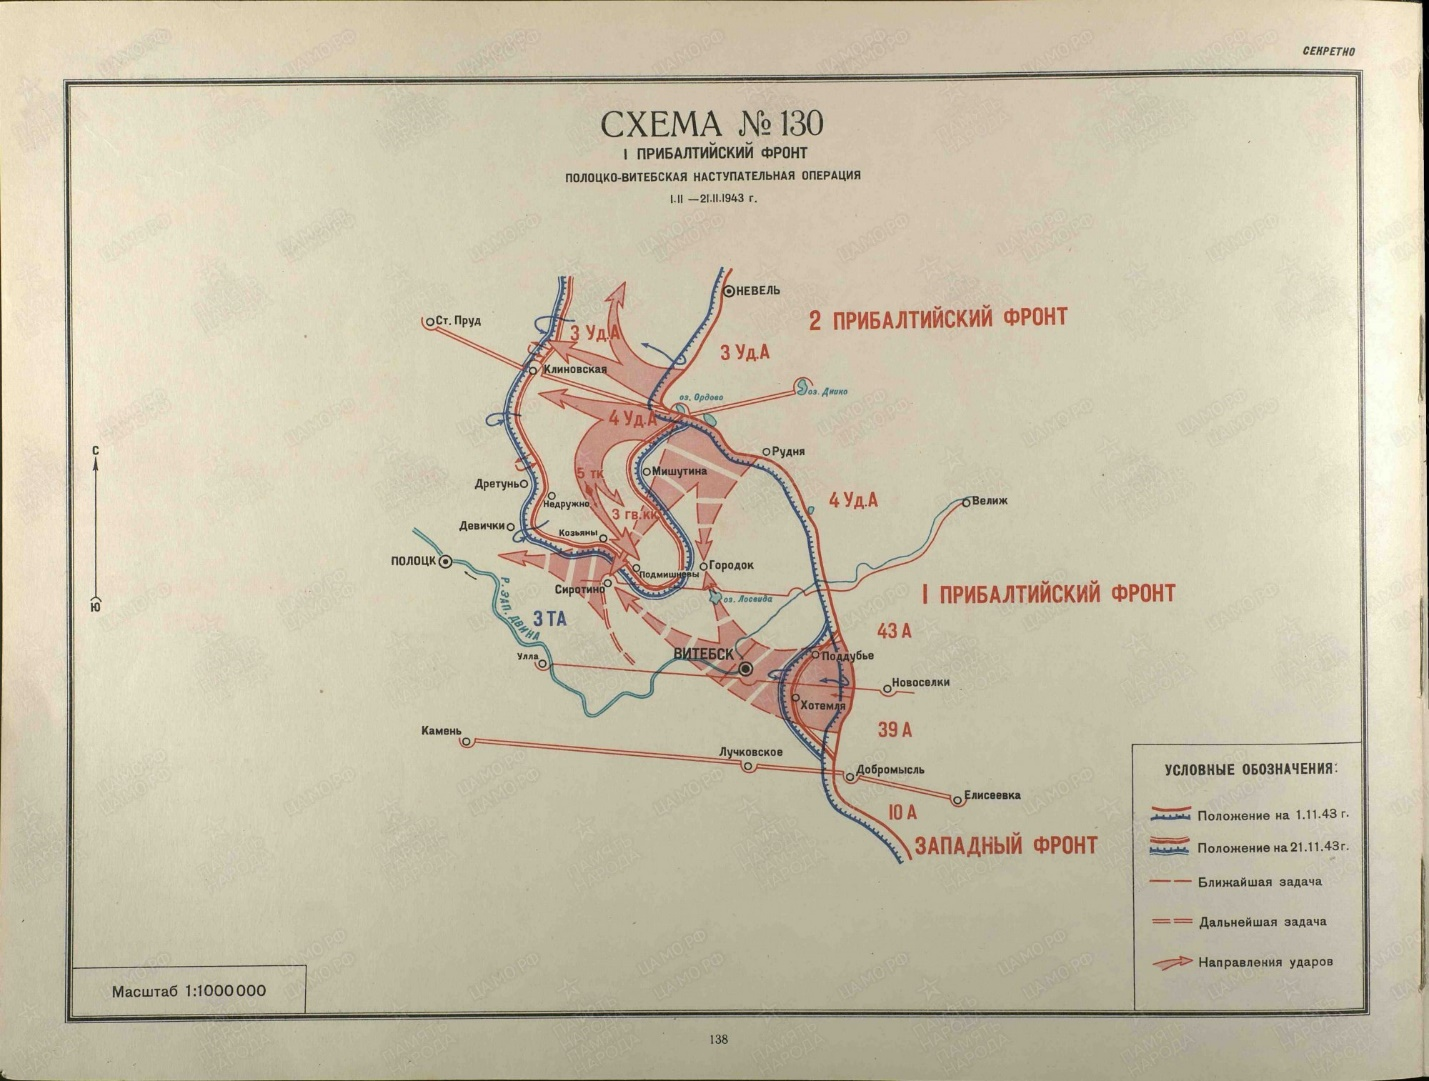 СЕКРЕТНО
СХЕМА № 130
I ПРИБАЛТИЙСКИЙ ФРОНТ
ПОЛОЦКО-ВИТЕБСКАЯ НАСТУПАТЕЛЬНАЯ ОПЕРАЦИЯ
1.11 —21.11.1943 г.
НЕВЕЛЬ
2 ПРИБАЛТИЙСКИЙ ФРОНТ
Ст. Пруд
3 Уд.А
3 Уд.А
Клиновская
оз. Ордово
4 Уд.А
Рудня
5 тк
Мишутина
С
Дретунь
Недружно
4 Уд.А
Велиж
3 гв.кк
Девички
Козьяны
ПОЛОЦК
Городок
Подмишневы
Сиротино
оз. Лосвида
I ПРИБАЛТИЙСКИЙ ФРОНТ
Ю
Р. ЗАП. ДВИНА
3 ТА
43 А
Улла
ВИТЕБСК
Поддубье
Новоселки
Хотемля
39 А
Камень
Лучковское
Добромысль
Елисеевка
10 А
ЗАПАДНЫЙ ФРОНТ
УСЛОВНЫЕ ОБОЗНАЧЕНИЯ:
Положение на 1.11.43 г.
Положение на 21.11.43г.
Ближайшая задача
Дальнейшая задача
Направления ударов
Масштаб 1:1000000
138
ЦАМО.РФ